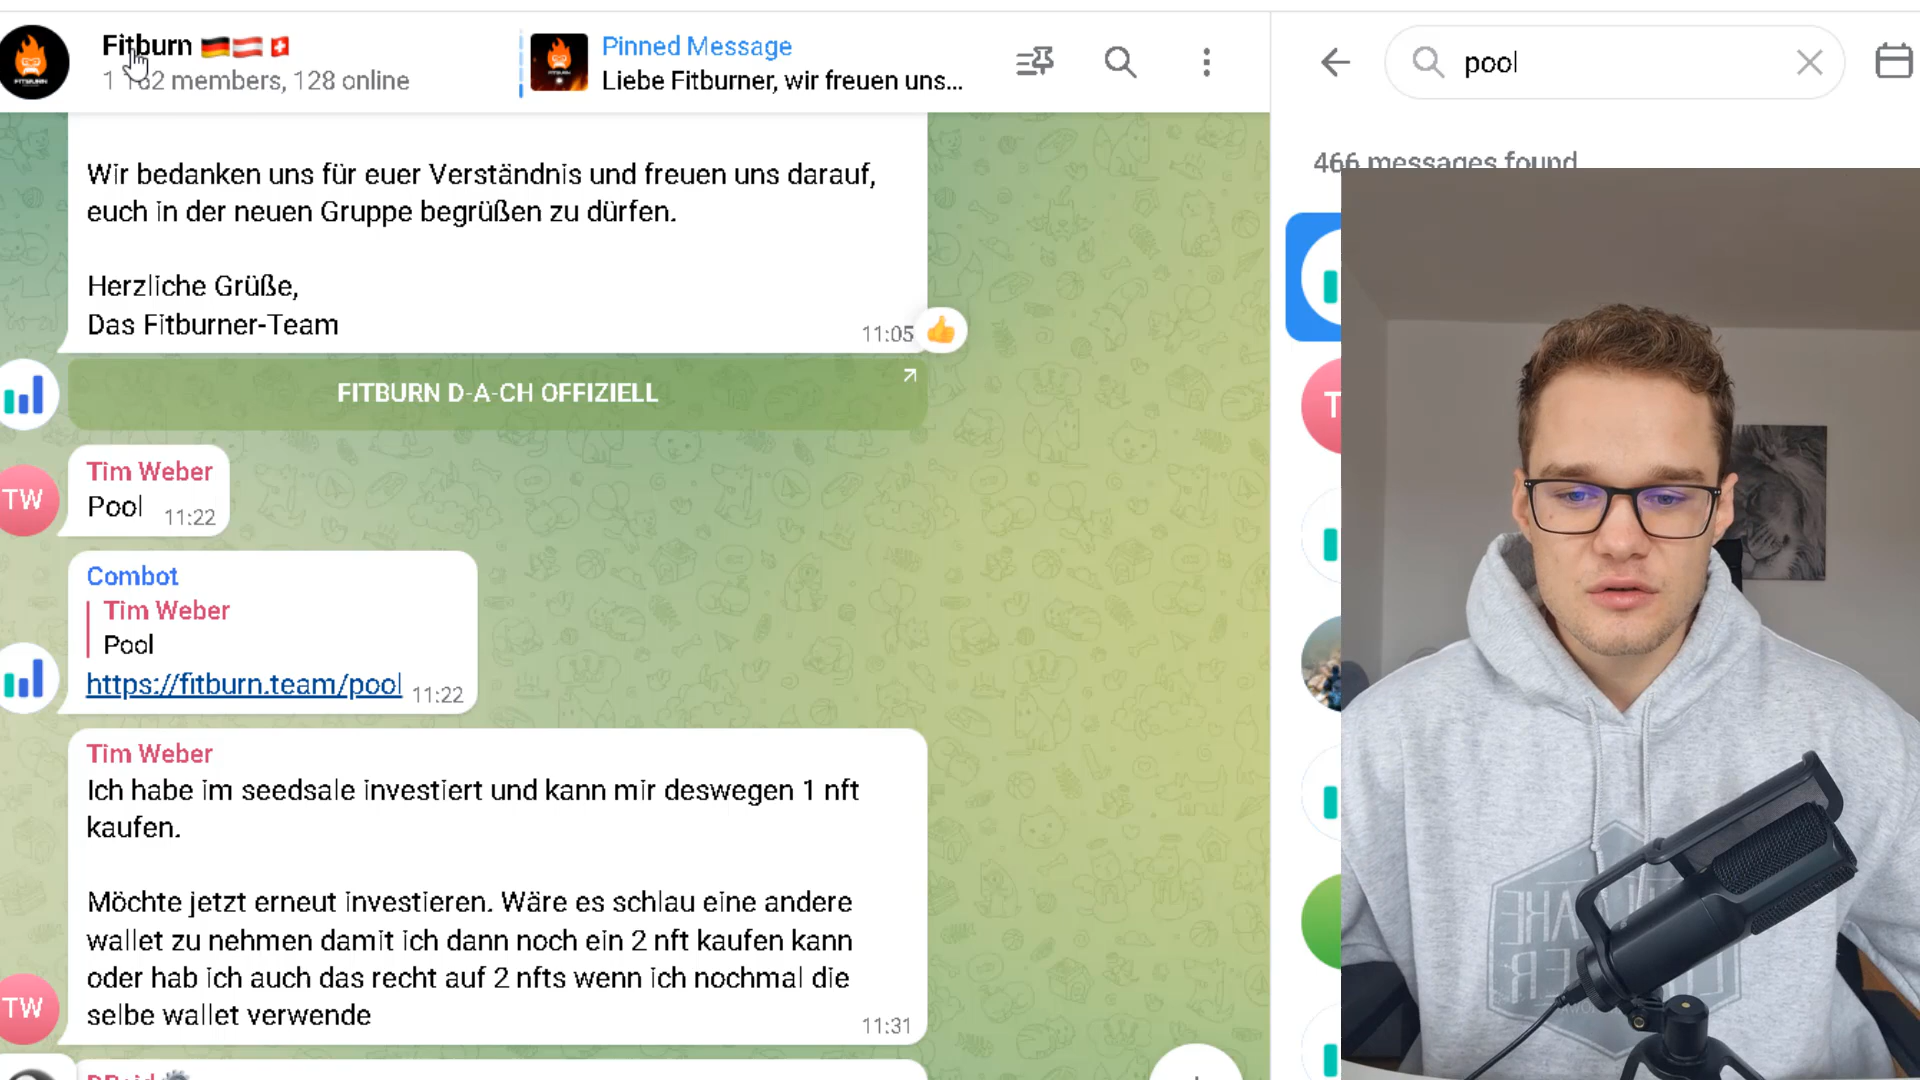 Fitburn 🇩🇪🇦🇹🇨🇭
members, 128 online
Pinned Message
Liebe Fitburner, wir freuen uns...
pool
466 messages found
Wir bedanken uns für euer Verständnis und freuen uns darauf,
euch in der neuen Gruppe begrüßen zu dürfen.
Herzliche Grüße,
Das Fitburner-Team
11:05
FITBURN D-A-CH OFFIZIELL
TW
Tim Weber
Pool
11:22
Combot
Tim Weber
Pool
https://fitburn.team/pool
11:22
Tim Weber
Ich habe im seedsale investiert und kann mir deswegen 1 nft
kaufen.
Möchte jetzt erneut investieren. Wäre es schlau eine andere
wallet zu nehmen damit ich dann noch ein 2 nft kaufen kann
oder hab ich auch das recht auf 2 nfts wenn ich nochmal die
selbe wallet verwende
11:31
TW
T